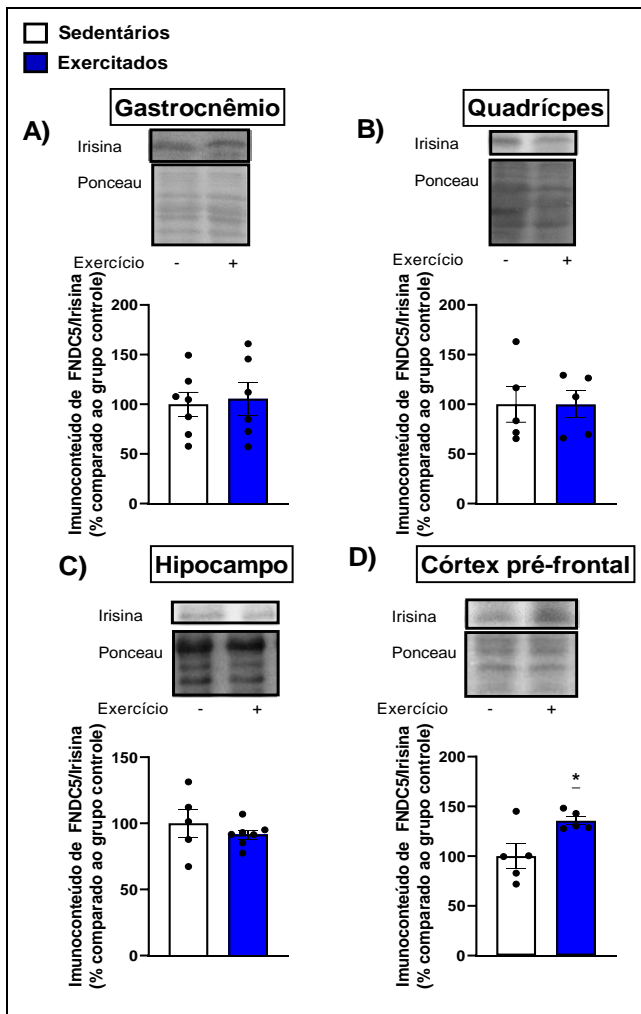 Sedentários
Exercitados
A)
Gastrocnêmio
Irisina
Ponceau
Exercício - +
Imunoconteúdo de FNDC5/Irisina
(% comparado ao grupo controle)
200
150
100
50
0
B)
Quadrícpes
Irisina
Ponceau
Exercício - +
Imunoconteúdo de FNDC5/Irisina
(% comparado ao grupo controle)
200
150
100
50
0
C)
Hipocampo
Irisina
Ponceau
Exercício - +
Imunoconteúdo de FNDC5/Irisina
(% comparado ao grupo controle)
150
100
50
0
D)
Córtex pré-frontal
Irisina
Ponceau
Exercício - +
Imunoconteúdo de FNDC5/Irisina
(% comparado ao grupo controle)
200
150
100
50
0
*